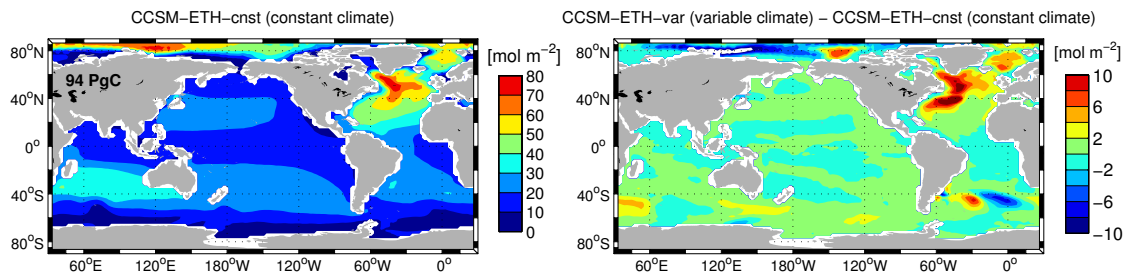 CCSM−ETH−cnst (constant climate)
80°N
40°N
0°
40°S
80°S
94 PgC
60°E 120°E 180°W 120°W 60°W 0°
[mol m−2]
80
70
60
50
40
30
20
10
0
CCSM−ETH−var (variable climate) − CCSM−ETH−cnst (constant climate)
80°N
40°N
0°
40°S
80°S
60°E 120°E 180°W 120°W 60°W 0°
[mol m−2]
10
6
2
−2
−6
−10